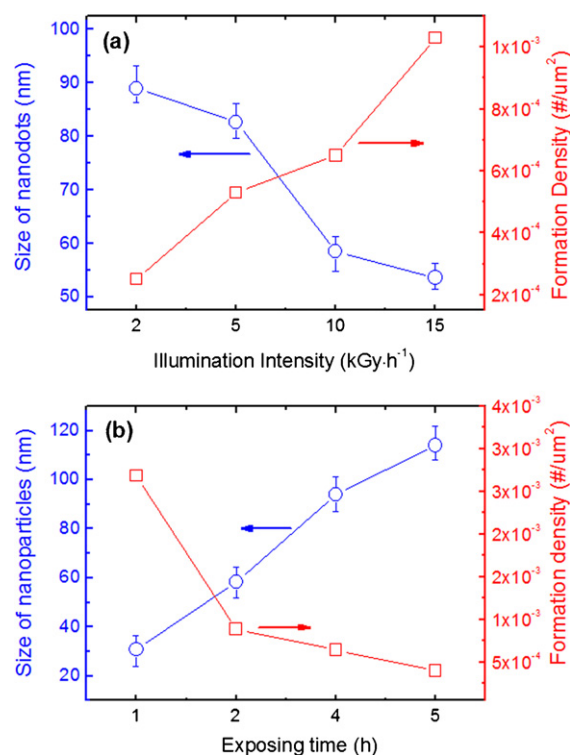 (a)
Size of nanodots (nm)
100
90
80
70
60
50
1x10⁻³
8x10⁻⁴
6x10⁻⁴
4x10⁻⁴
2x10⁻⁴
Formation Density (#/um²)
2
5
10
15
Illumination Intensity (kGy·h⁻¹)
(b)
Size of nanoparticles (nm)
120
100
80
60
40
20
4x10⁻³
3x10⁻³
3x10⁻³
2x10⁻³
2x10⁻³
1x10⁻³
5x10⁻⁴
Formation density (#/um²)
1
2
4
5
Exposing time (h)